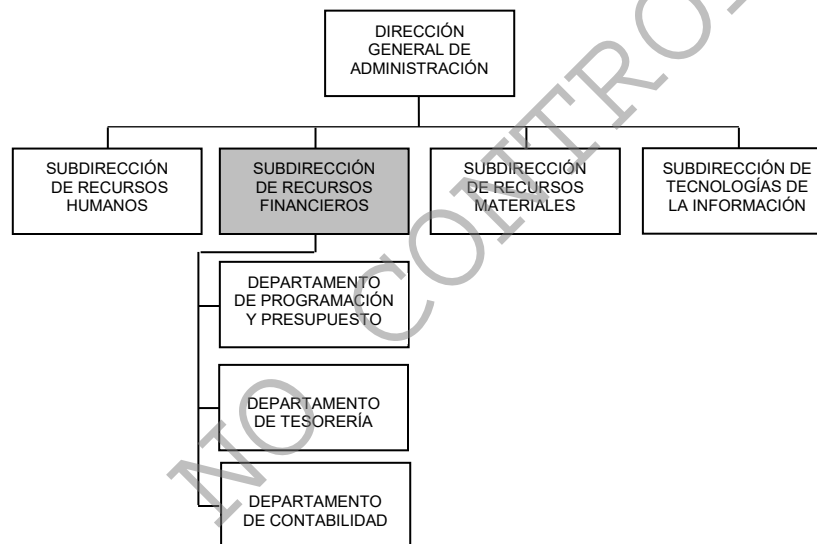 DIRECCIÓN
GENERAL DE
ADMINISTRACIÓN
SUBDIRECCIÓN
DE RECURSOS
HUMANOS
SUBDIRECCIÓN
DE RECURSOS
FINANCIEROS
SUBDIRECCIÓN
DE RECURSOS
MATERIALES
SUBDIRECCIÓN DE
TECNOLOGÍAS DE
LA INFORMACIÓN
DEPARTAMENTO
DE PROGRAMACIÓN
Y PRESUPUESTO
DEPARTAMENTO
DE TESORERÍA
DEPARTAMENTO
DE CONTABILIDAD
NO